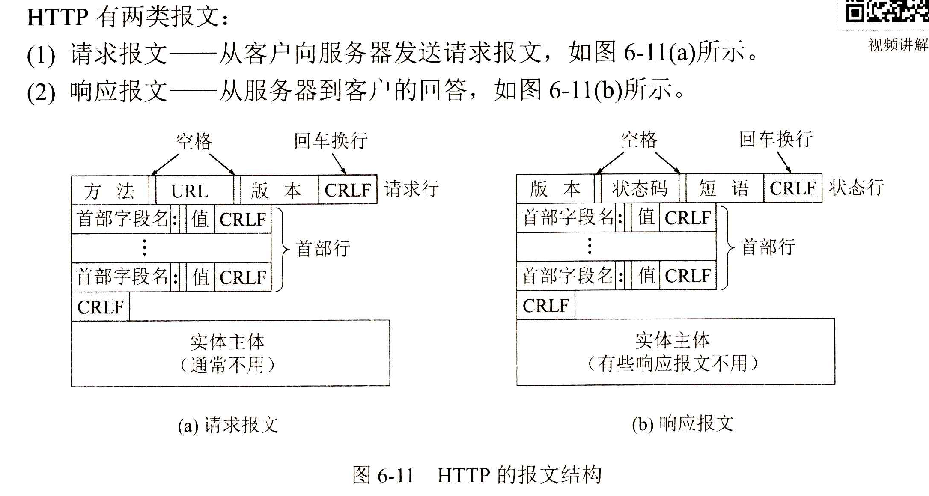 HTTP 有两类报文：
视频讲解
(1) 请求报文——从客户向服务器发送请求报文，如图 6-11(a)所示。
(2) 响应报文——从服务器到客户的回答，如图 6-11(b)所示。
空格 回车换行
方 法 URL 版 本 CRLF 请求行
首部字段名： 值 CRLF
⋮ 首部行
首部字段名： 值 CRLF
CRLF
实体主体
（通常不用）
(a) 请求报文
空格 回车换行
版 本 状态码 短 语 CRLF 状态行
首部字段名： 值 CRLF
⋮ 首部行
首部字段名： 值 CRLF
CRLF
实体主体
（有些响应报文不用）
(b) 响应报文
图 6-11 HTTP 的报文结构